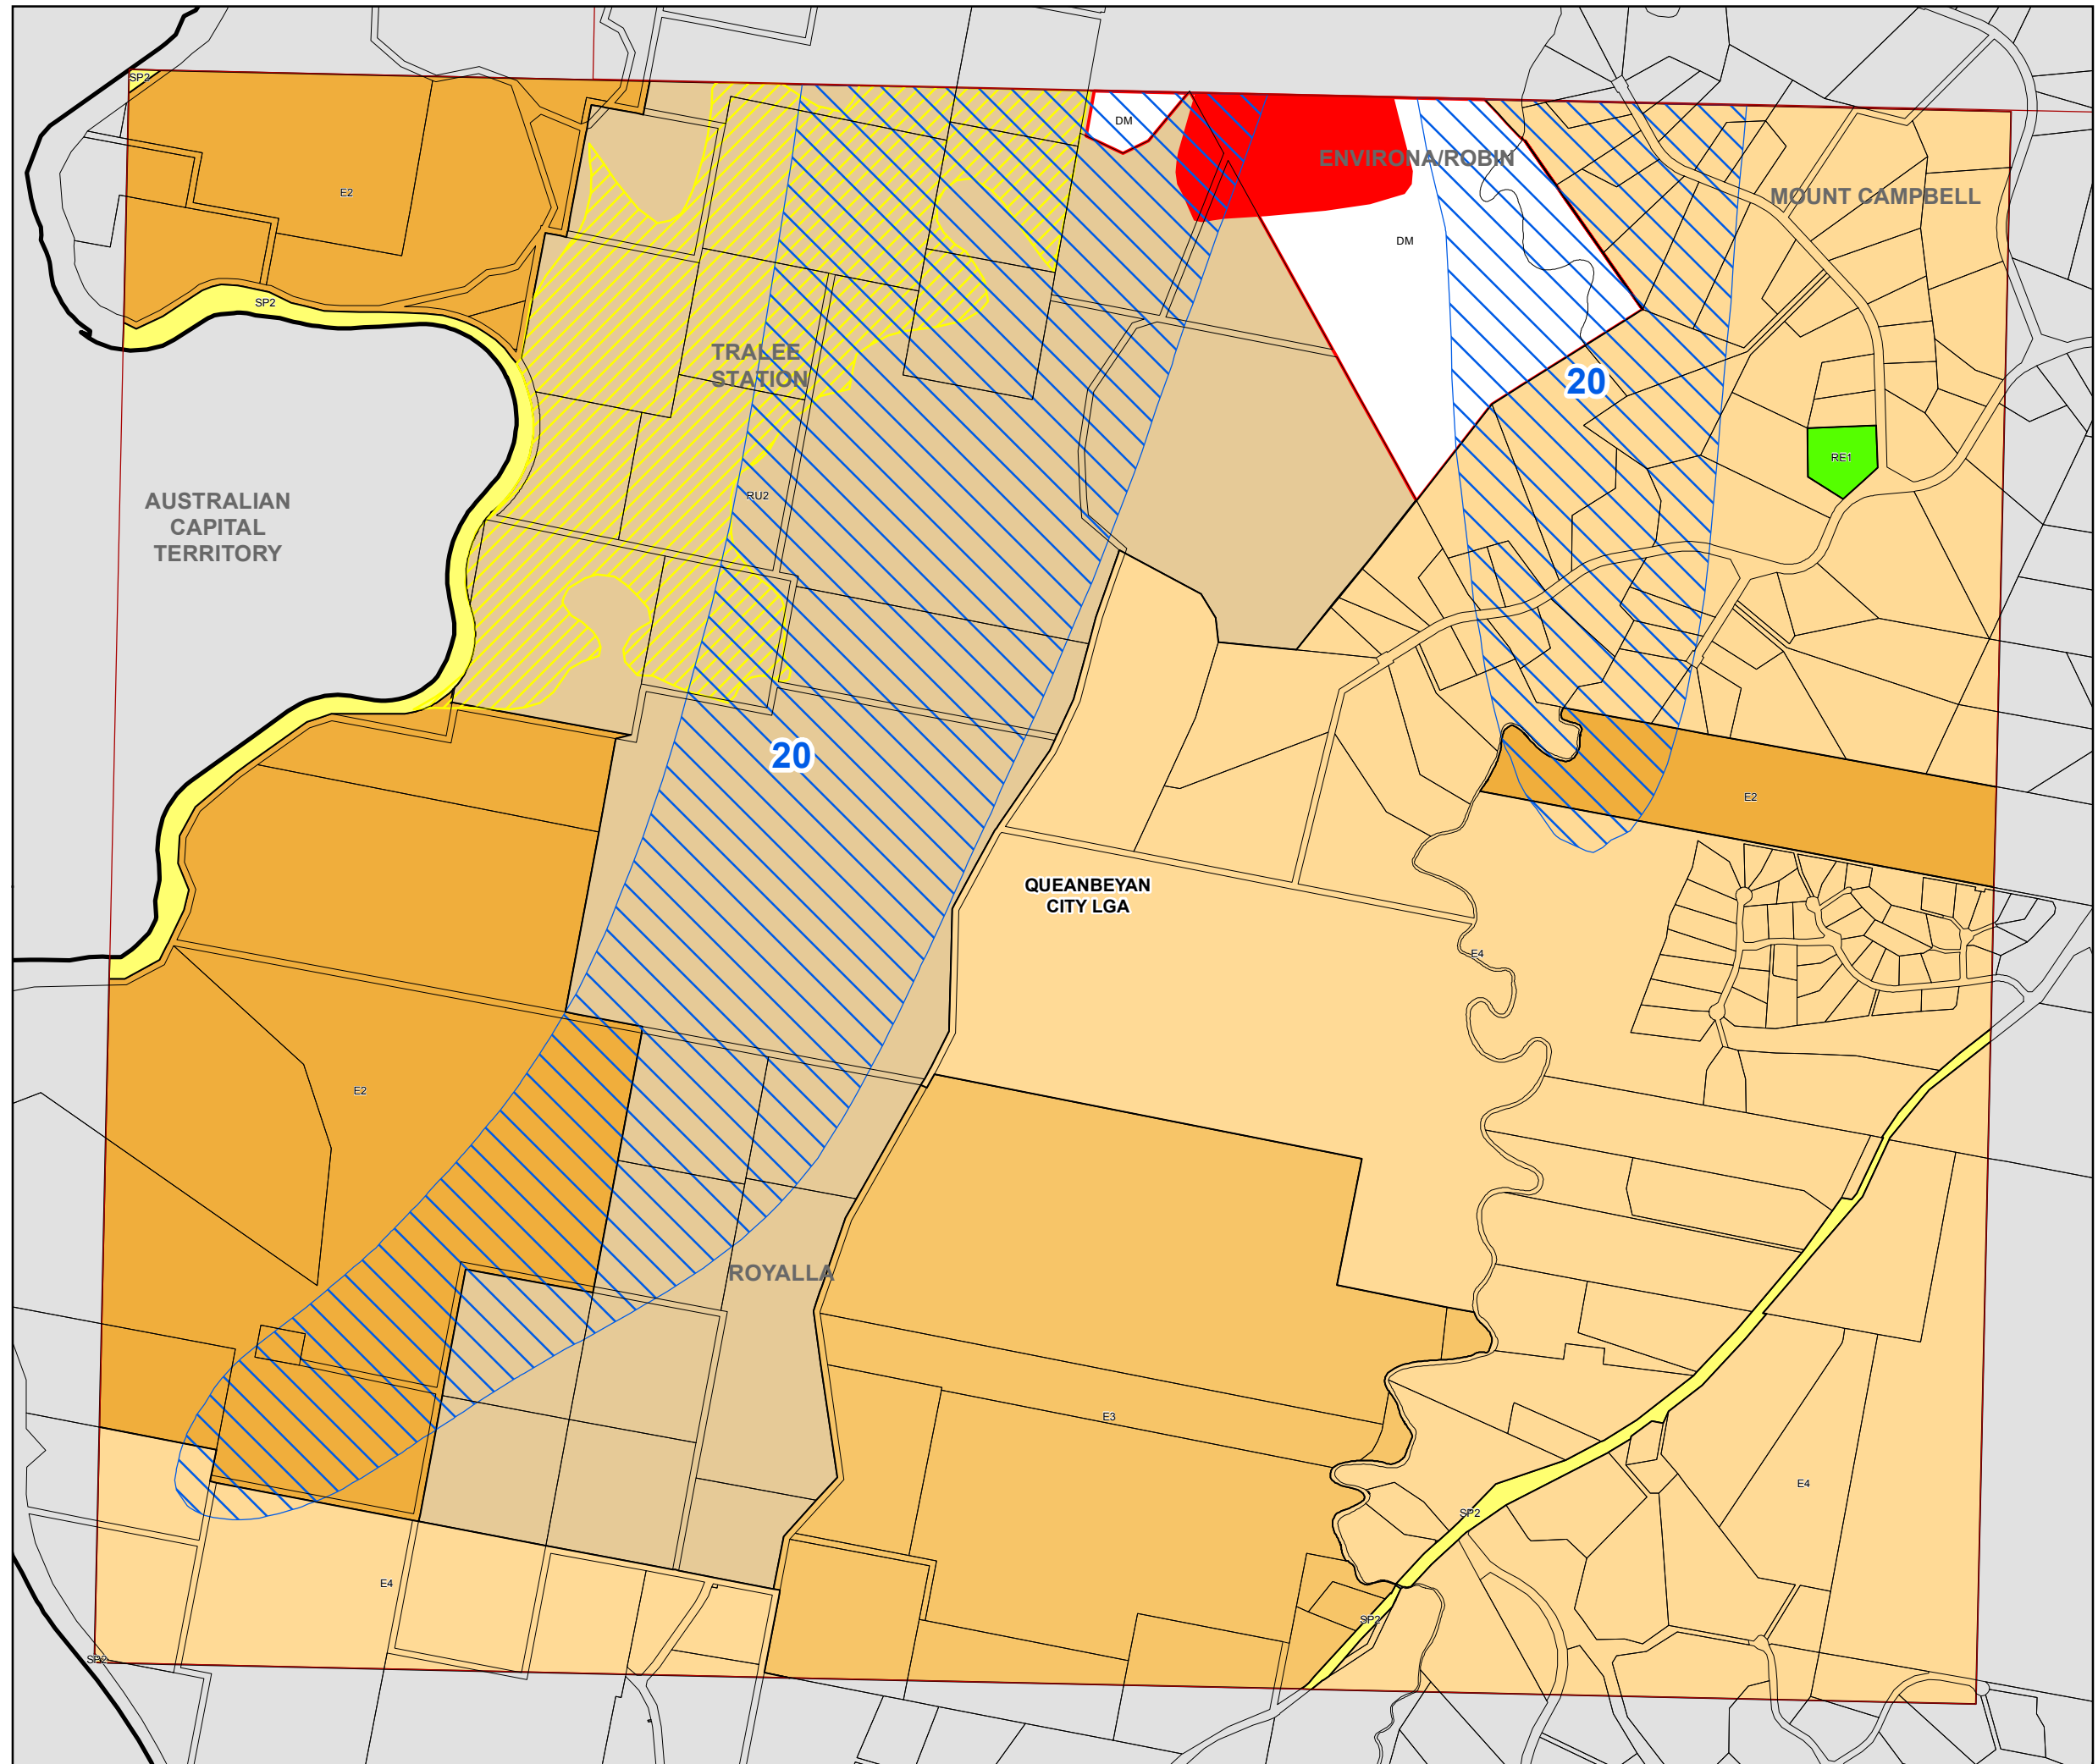 SP2
DM
ENVIRONA/ROBIN
E2
MOUNT CAMPBELL
DM
SP2
TRALEE
STATION
20
RE1
RU2
AUSTRALIAN
CAPITAL
TERRITORY
20
E2
QUEANBEYAN
CITY LGA
E4
E2
ROYALLA
E3
E4
SP2
E4
SP2
SP2